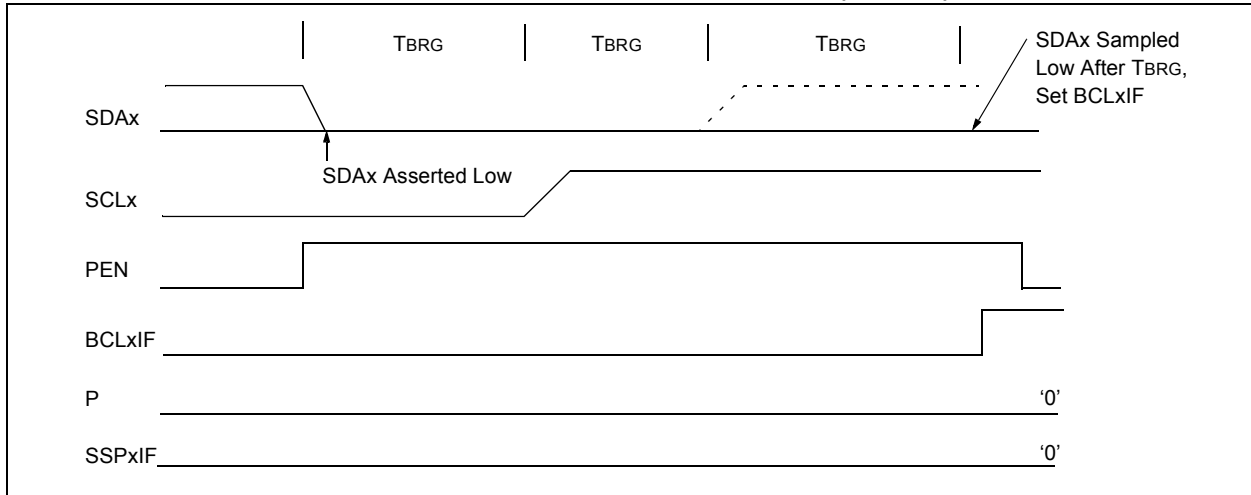 TBRG TBRG TBRG
SDAx Sampled
Low After TBRG,
Set BCLxIF
SDAx
SDAx Asserted Low
SCLx
PEN
BCLxIF
P ‘0’
SSPxIF ‘0’